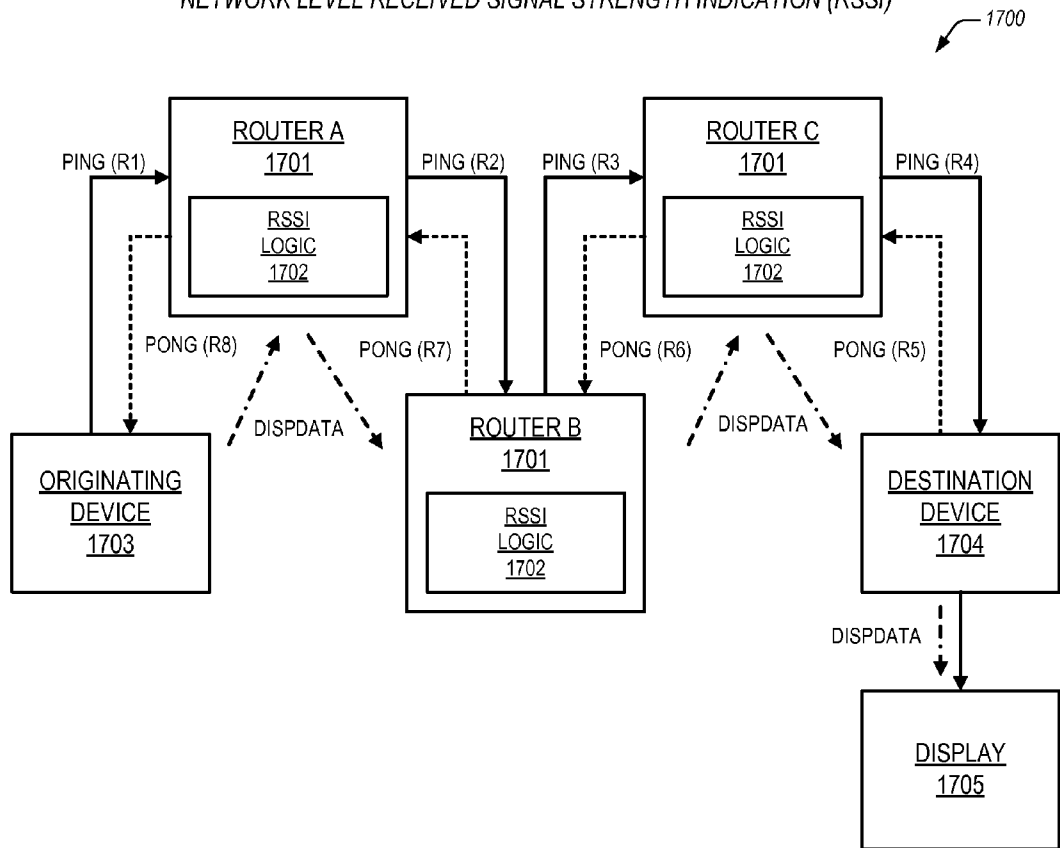 NETWORK LEVEL RECEIVED SIGNAL STRENGTH INDICATION (RSSI)
1700
ROUTER A
1701
RSSI
LOGIC
1702
ROUTER C
1701
RSSI
LOGIC
1702
PING (R1)
PING (R2)
PING (R3
PING (R4)
PONG (R8)
PONG (R7)
PONG (R6)
PONG (R5)
DISPDATA
DISPDATA
ORIGINATING
DEVICE
1703
ROUTER B
1701
RSSI
LOGIC
1702
DESTINATION
DEVICE
1704
DISPDATA
DISPLAY
1705